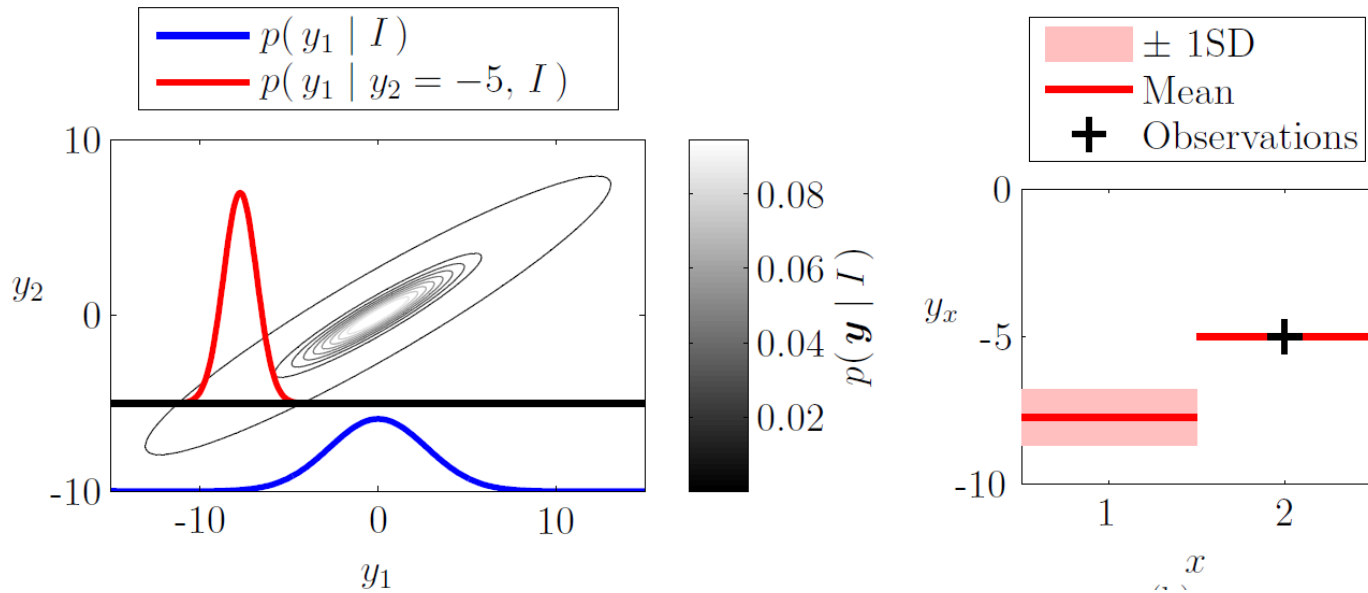 p( y₁ | I )
p( y₁ | y₂ = −5, I )
10
0
-10
y₂
-10
0
10
y₁
0.08
0.06
0.04
0.02
p( y | I )
± 1SD
Mean
Observations
0
-5
-10
yₓ
1
2
x